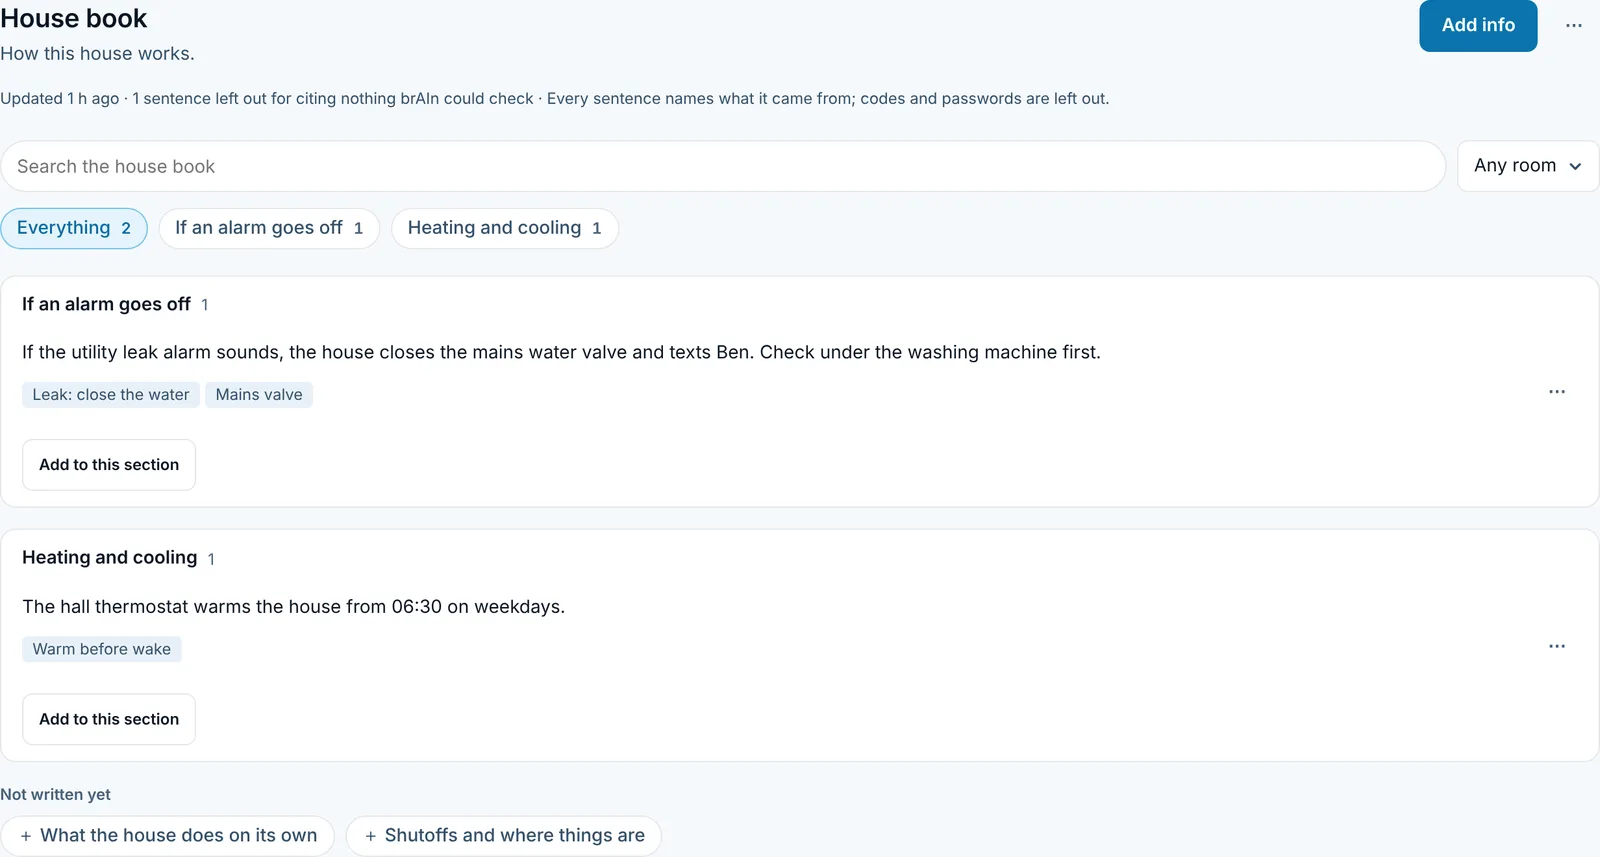 House book
Add info
How this house works.
Updated 1 h ago · 1 sentence left out for citing nothing brAIn could check · Every sentence names what it came from; codes and passwords are left out.
Search the house book
Any room
Everything 2
If an alarm goes off 1
Heating and cooling 1
If an alarm goes off 1
If the utility leak alarm sounds, the house closes the mains water valve and texts Ben. Check under the washing machine first.
Leak: close the water
Mains valve
Add to this section
Heating and cooling 1
The hall thermostat warms the house from 06:30 on weekdays.
Warm before wake
Add to this section
Not written yet
+ What the house does on its own
+ Shutoffs and where things are